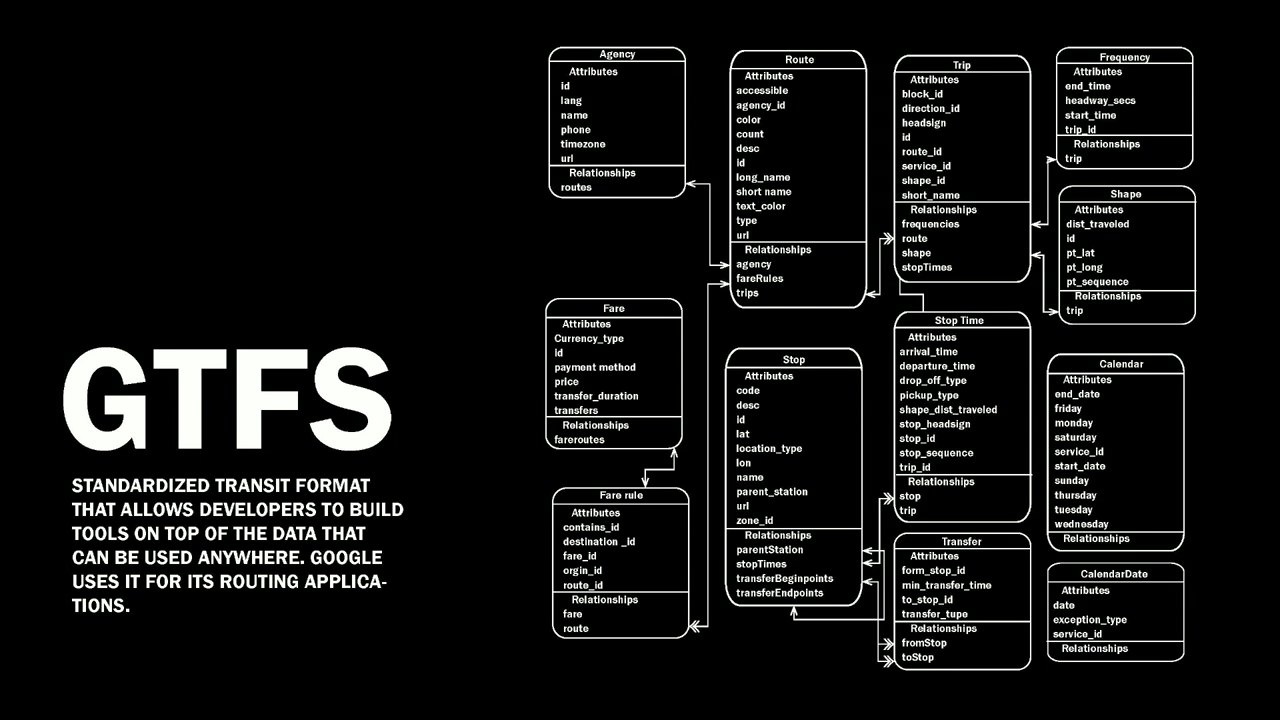 GTFS
STANDARDIZED TRANSIT FORMAT
THAT ALLOWS DEVELOPERS TO BUILD
TOOLS ON TOP OF THE DATA THAT
CAN BE USED ANYWHERE. GOOGLE
USES IT FOR ITS ROUTING APPLICA-
TIONS.
Agency
Attributes
id
lang
name
phone
timezone
url
Relationships
routes
Fare
Attributes
Currency_type
id
payment method
price
transfer_duration
transfers
Relationships
fareroutes
Fare rule
Attributes
contains_id
destination _id
fare_id
orgin_id
route_id
Relationships
fare
route
Route
Attributes
accessible
agency_id
color
count
desc
id
long_name
short name
text_color
type
url
Relationships
agency
fareRules
trips
Stop
Attributes
code
desc
id
lat
location_type
lon
name
parent_station
url
zone_id
Relationships
parentStation
stopTimes
transferBeginpoints
transferEndpoints
Trip
Attributes
block_id
direction_id
headsign
id
route_id
service_id
shape_id
short_name
Relationships
frequencies
route
shape
stopTimes
Stop Time
Attributes
arrival_time
departure_time
drop_off_type
pickup_type
shape_dist_traveled
stop_headsign
stop_id
stop_sequence
trip_id
Relationships
stop
trip
Transfer
Attributes
form_stop_id
min_transfer_time
to_stop_id
transfer_type
Relationships
fromStop
toStop
Frequency
Attributes
end_time
headway_secs
start_time
trip_id
Relationships
trip
Shape
Attributes
dist_traveled
id
pt_lat
pt_long
pt_sequence
Relationships
trip
Calendar
Attributes
end_date
friday
monday
saturday
service_id
start_date
sunday
thursday
tuesday
wednesday
Relationships
CalendarDate
Attributes
date
exception_type
service_id
Relationships